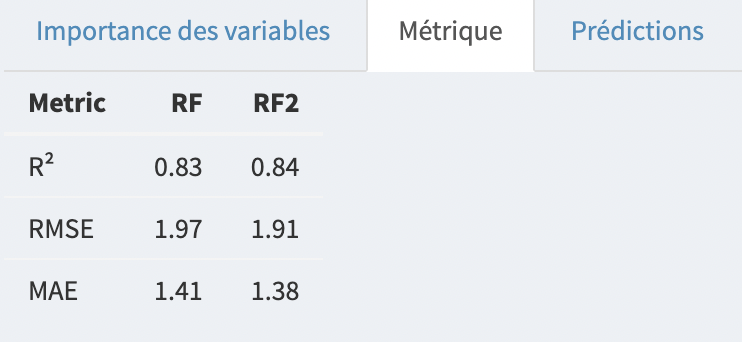 Importance des variables Métrique Prédictions
Metric RF RF2
R² 0.83 0.84
RMSE 1.97 1.91
MAE 1.41 1.38